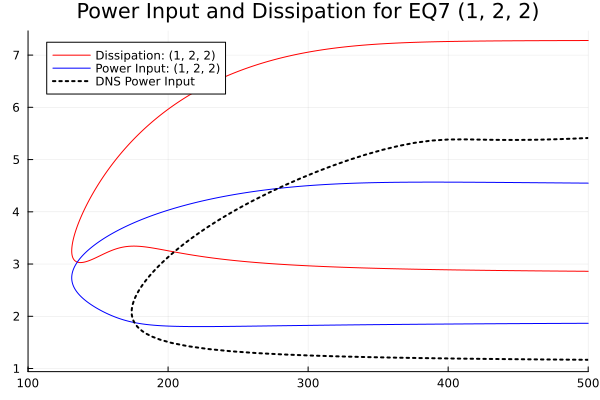 Power Input and Dissipation for EQ7 (1, 2, 2)
Dissipation: (1, 2, 2)
Power Input: (1, 2, 2)
DNS Power Input
7
6
5
4
3
2
1
100 200 300 400 500